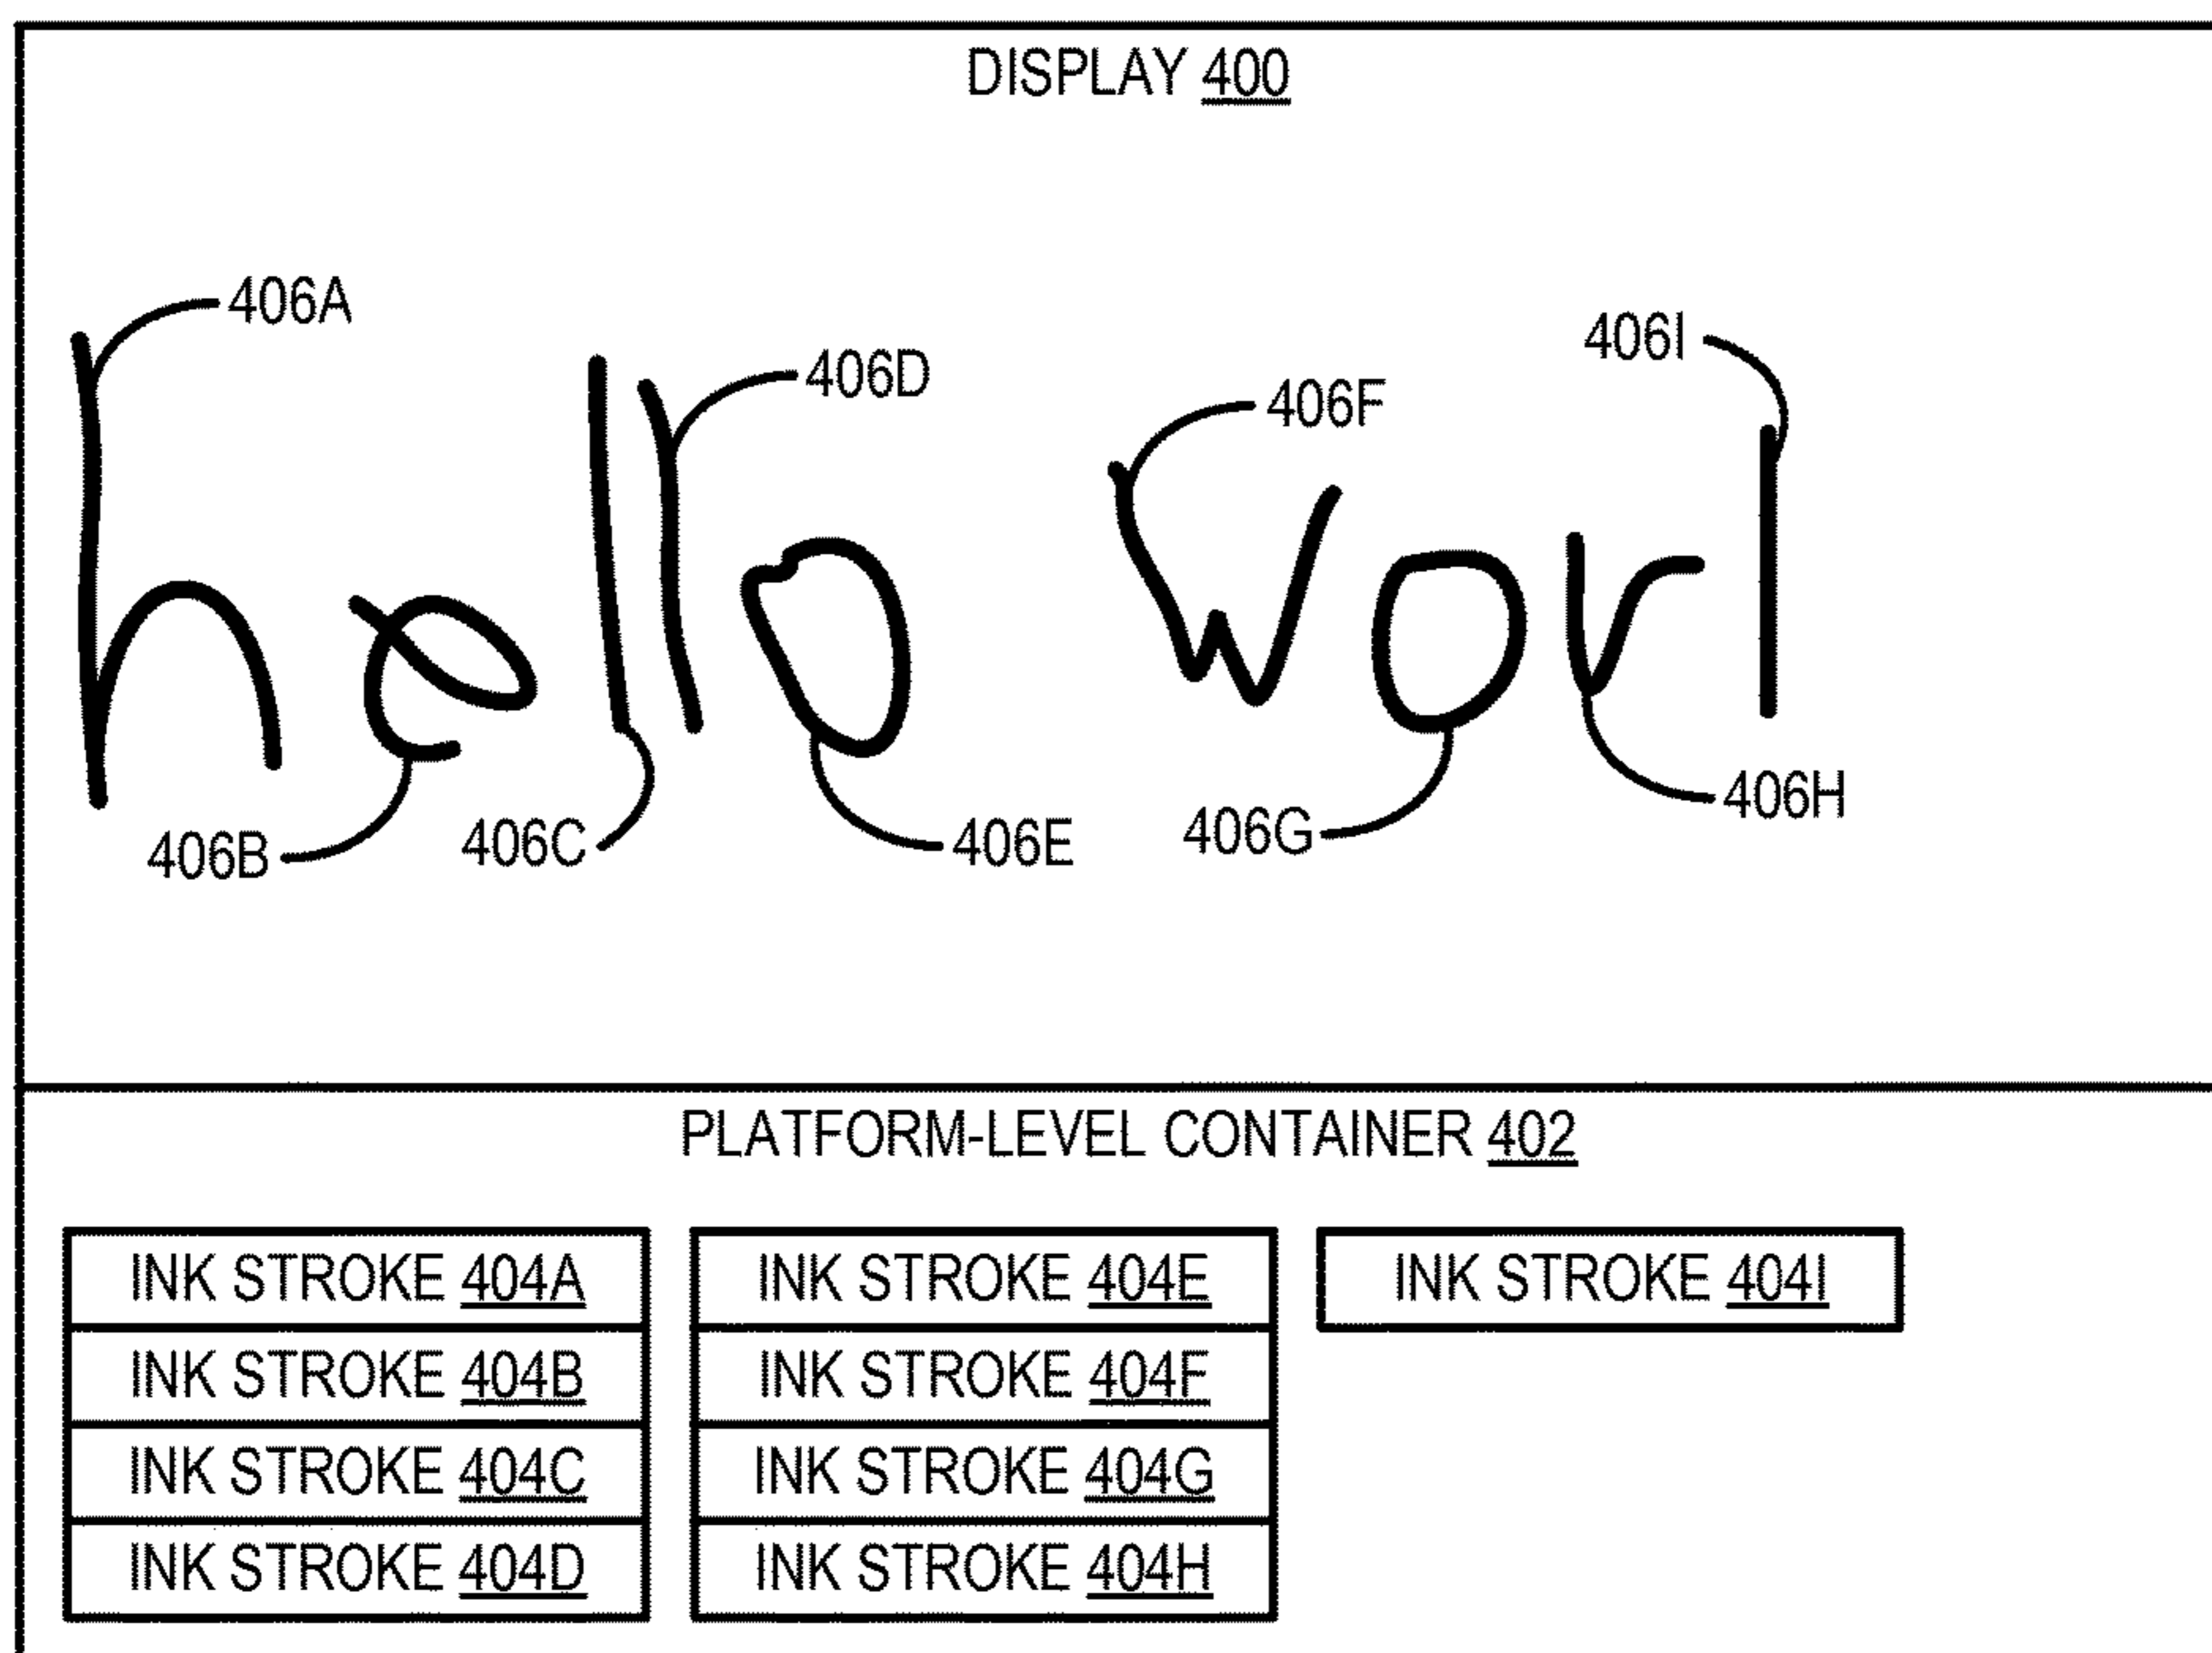 DISPLAY 400
406A
406I
406D
406F
hello worl
406H
406B 406C 406E 406G
PLATFORM-LEVEL CONTAINER 402
INK STROKE 404A INK STROKE 404E INK STROKE 404I
INK STROKE 404B INK STROKE 404F
INK STROKE 404C INK STROKE 404G
INK STROKE 404D INK STROKE 404H